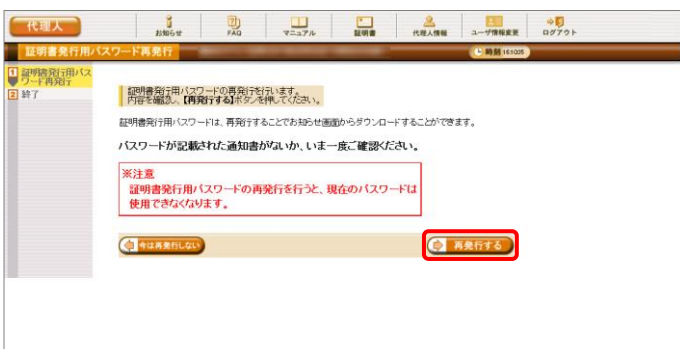 代理人
お知らせ
FAQ
マニュアル
証明書
代理人情報
ユーザ情報変更
ログアウト
証明書発行用パスワード再発行
時刻 16:10:05
1 証明書発行用パス
ワード再発行
2 終了
証明書発行用パスワードの再発行を行います。
内容を確認し、【再発行する】ボタンを押してください。
証明書発行用パスワードは、再発行することでお知らせ画面からダウンロードすることができます。
パスワードが記載された通知書がないか、いま一度ご確認ください。
※注意
証明書発行用パスワードの再発行を行うと、現在のパスワードは
使用できなくなります。
今は再発行しない
再発行する